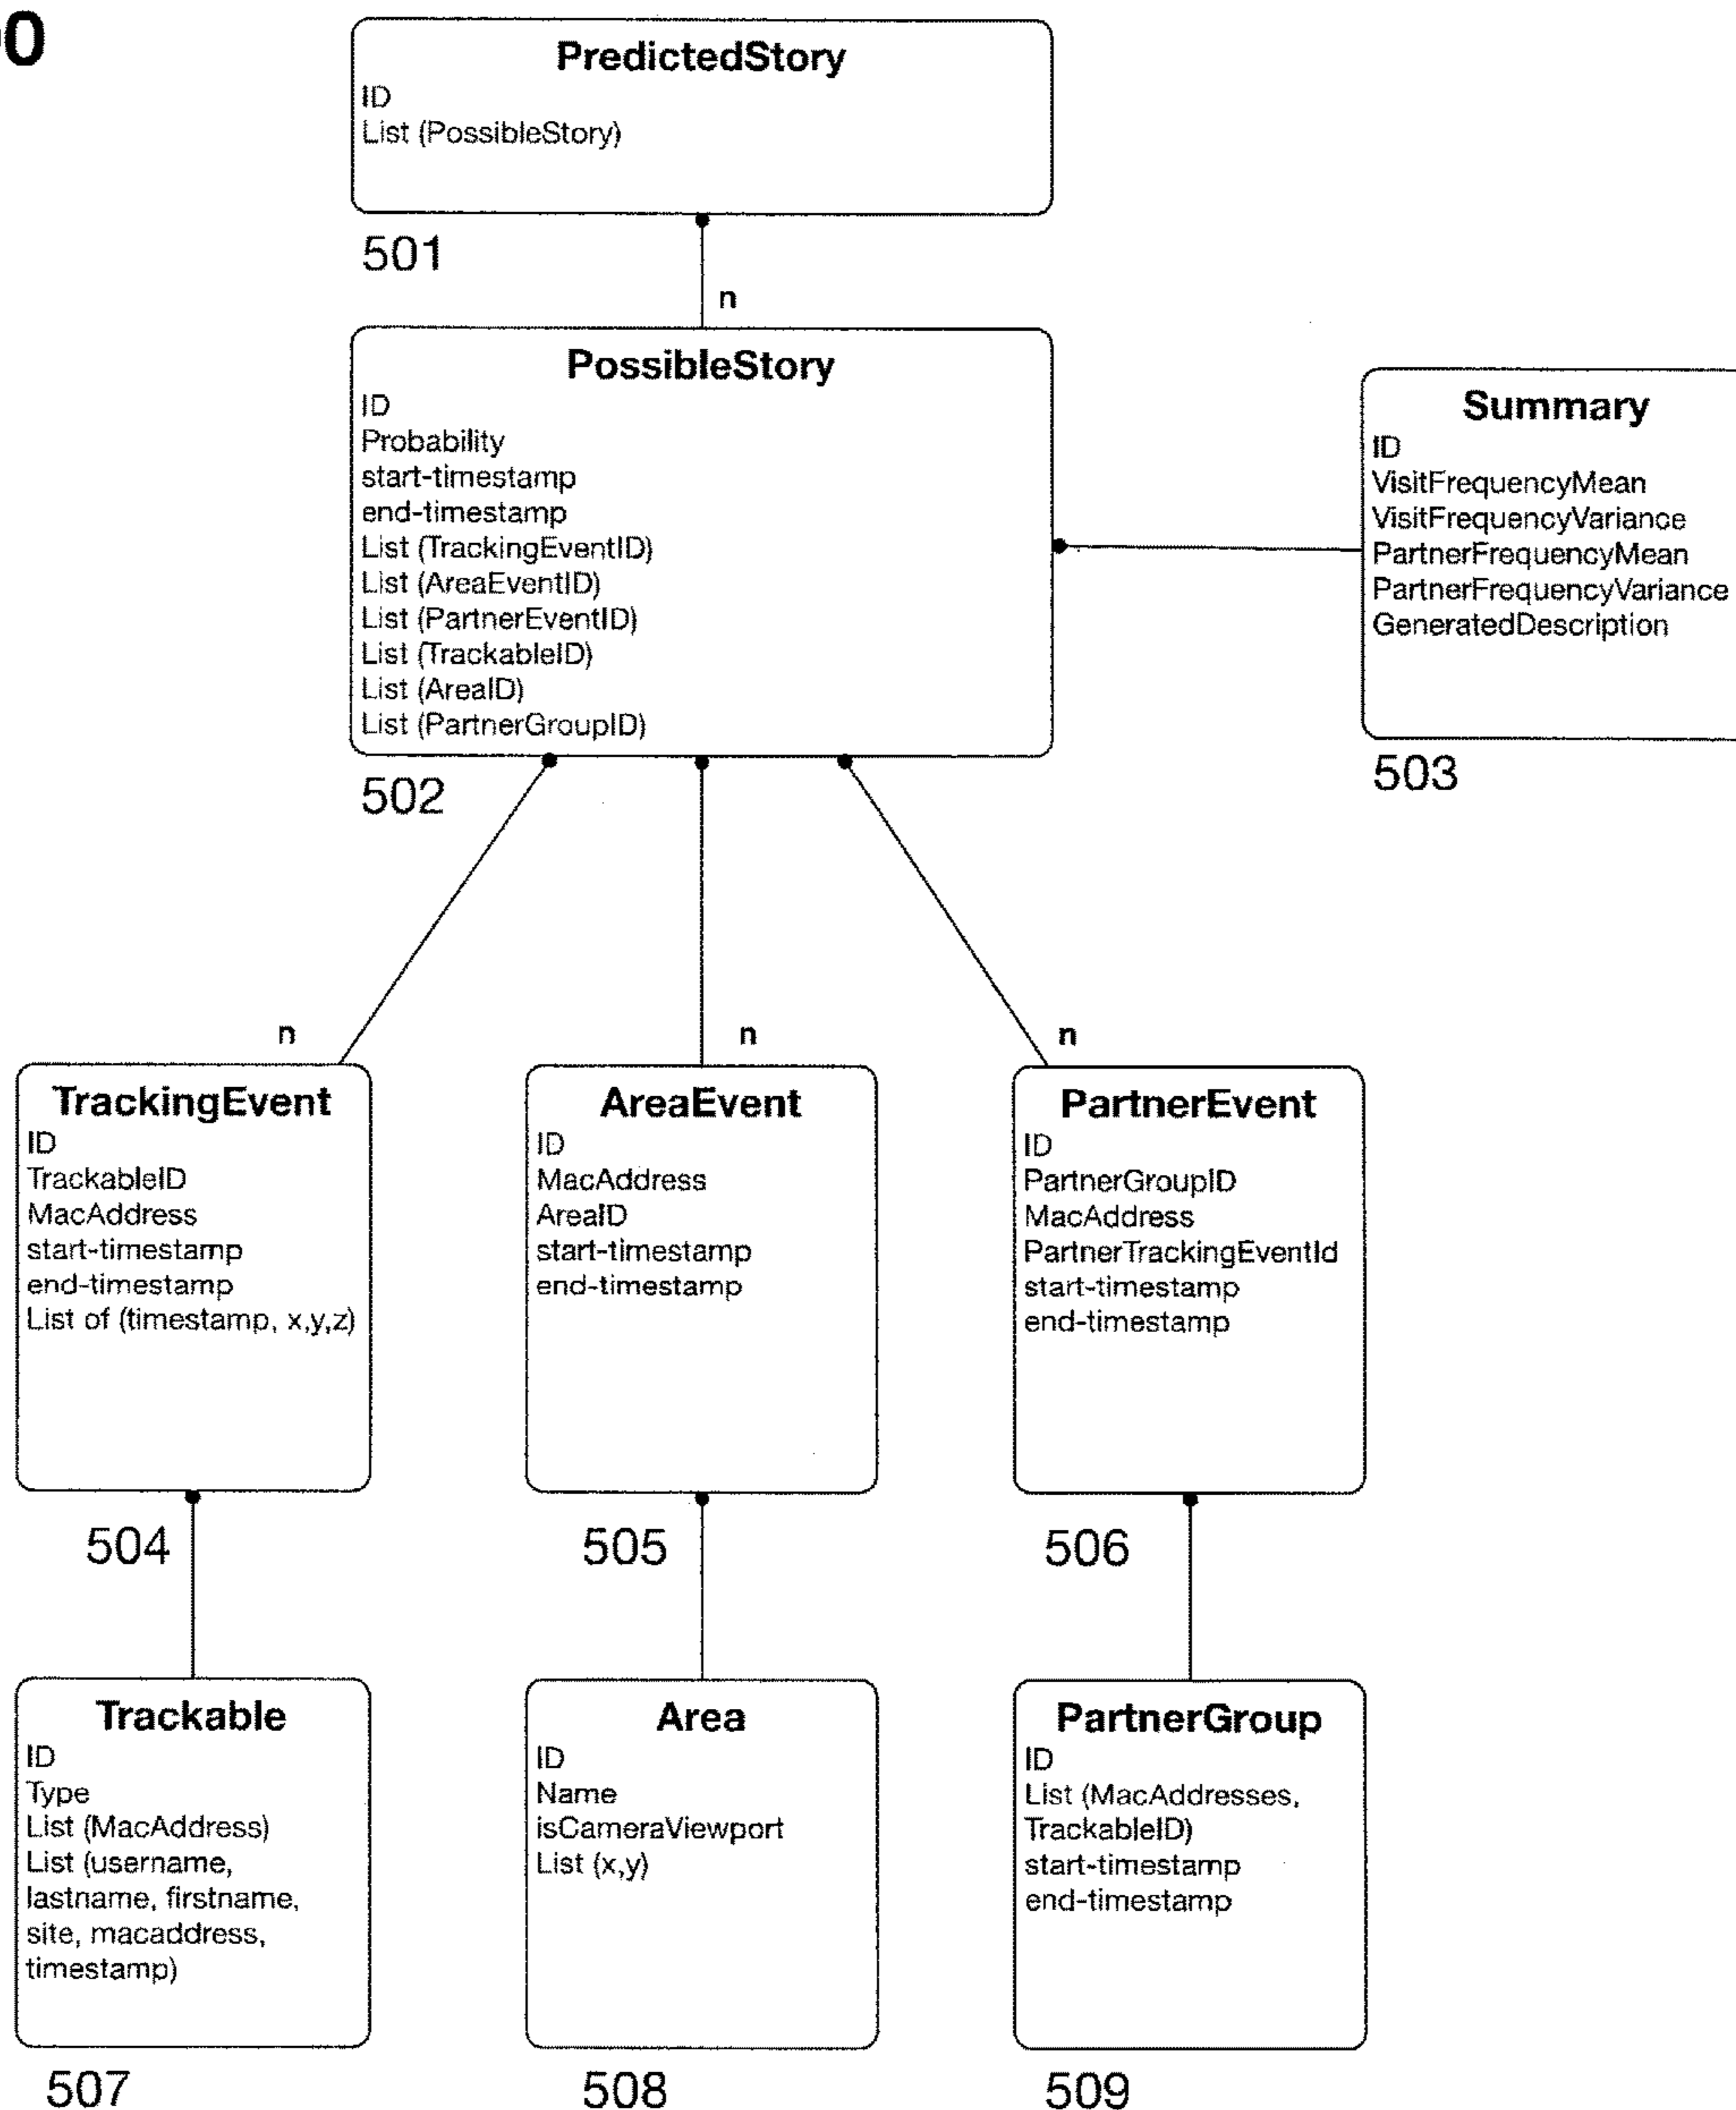 00
PredictedStory
ID
List (PossibleStory)
501
n
PossibleStory
ID
Probability
start-timestamp
end-timestamp
List (TrackingEventID)
List (AreaEventID)
List (PartnerEventID)
List (TrackableID)
List (AreaID)
List (PartnerGroupID)
502
Summary
ID
VisitFrequencyMean
VisitFrequencyVariance
PartnerFrequencyMean
PartnerFrequencyVariance
GeneratedDescription
503
n
n
n
TrackingEvent
ID
TrackableID
MacAddress
start-timestamp
end-timestamp
List of (timestamp, x,y,z)
504
AreaEvent
ID
MacAddress
AreaID
start-timestamp
end-timestamp
505
PartnerEvent
ID
PartnerGroupID
MacAddress
PartnerTrackingEventId
start-timestamp
end-timestamp
506
Trackable
ID
Type
List (MacAddress)
List (username,
lastname, firstname,
site, macaddress,
timestamp)
507
Area
ID
Name
isCameraViewport
List (x,y)
508
PartnerGroup
ID
List (MacAddresses,
TrackableID)
start-timestamp
end-timestamp
509